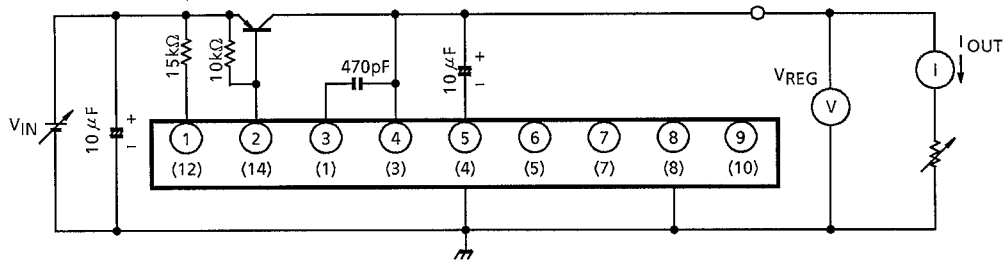 15kΩ
10kΩ
470pF
10μF
+
−
VIN
10μF
+
−
VREG
V
I
IOUT
1 2 3 4 5 6 7 8 9
(12) (14) (1) (3) (4) (5) (7) (8) (10)